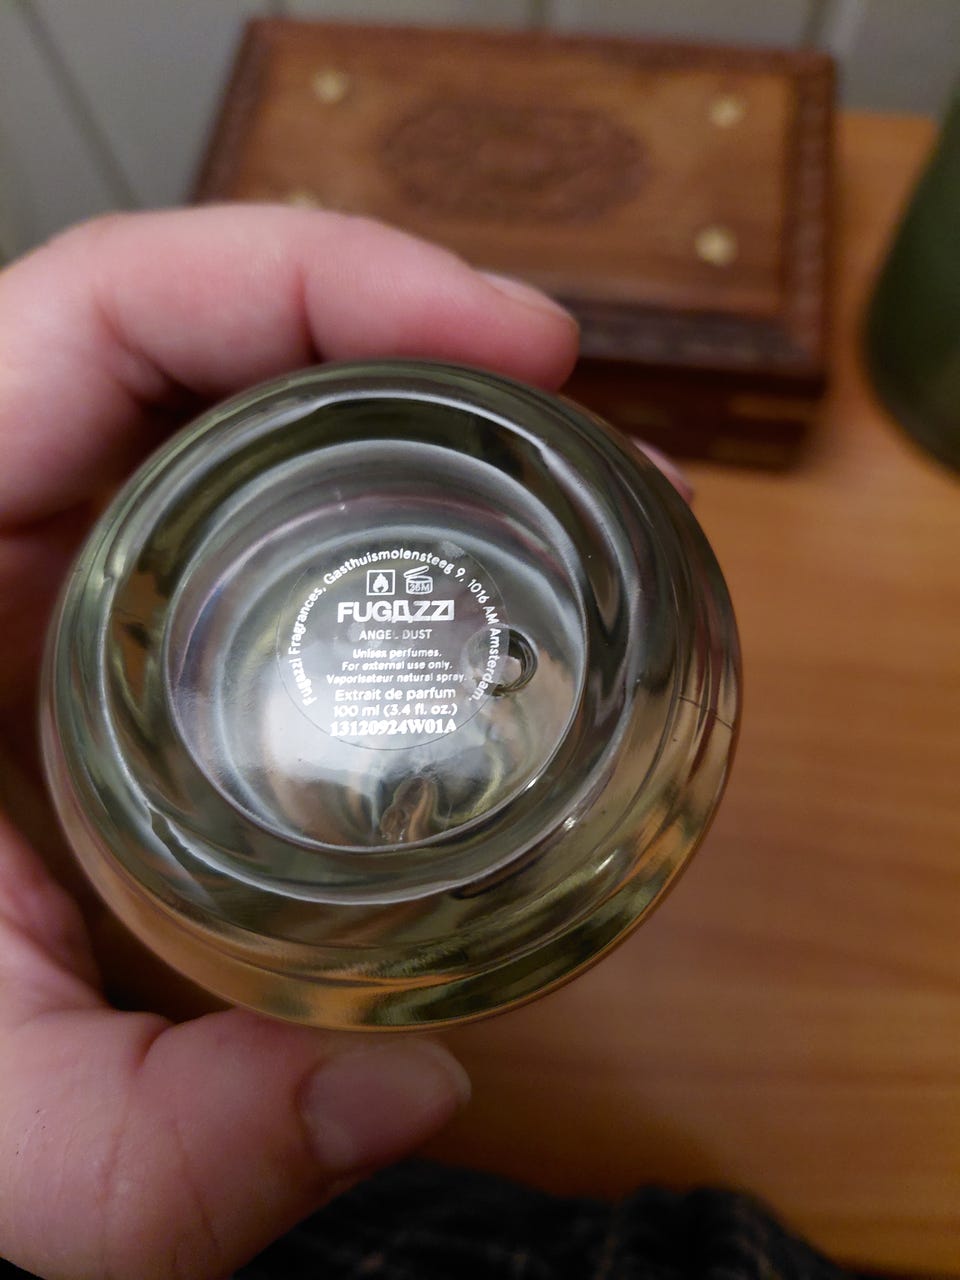 Fugazzi Fragrances, Gasthuismolensteeg 9, 1016 AM Amsterdam.
36M
FUGAZZI
ANGEL DUST
Unisex perfumes.
For external use only.
Vaporisateur natural spray.
Extrait de parfum
100 ml (3.4 fl. oz.)
13120924W01A